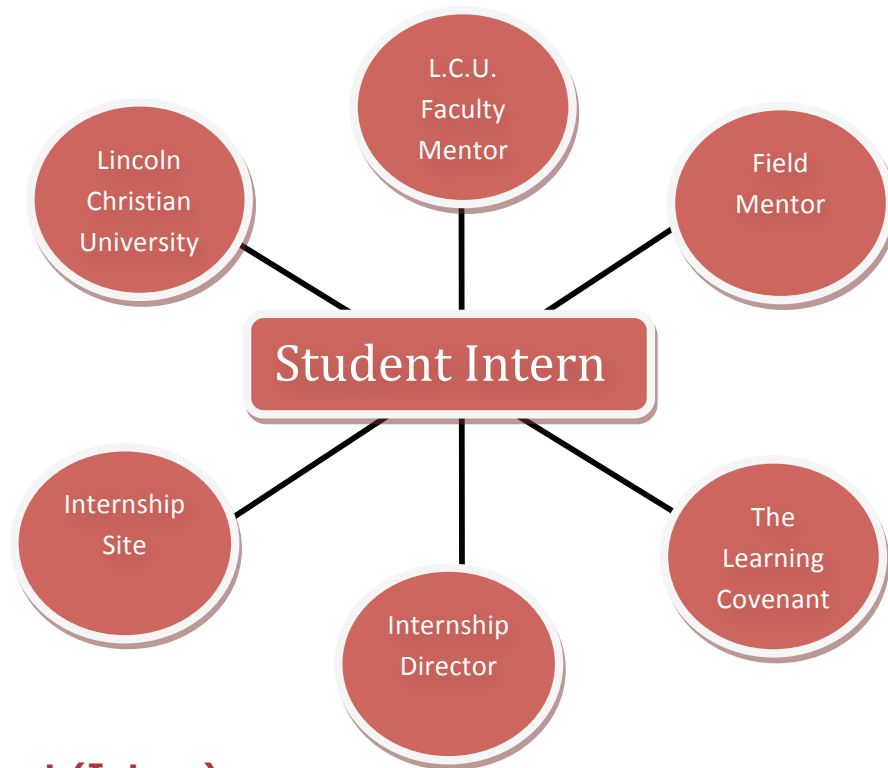 L.C.U.
Faculty
Mentor
Lincoln
Christian
University
Field
Mentor
Student Intern
Internship
Site
The
Learning
Covenant
Internship
Director